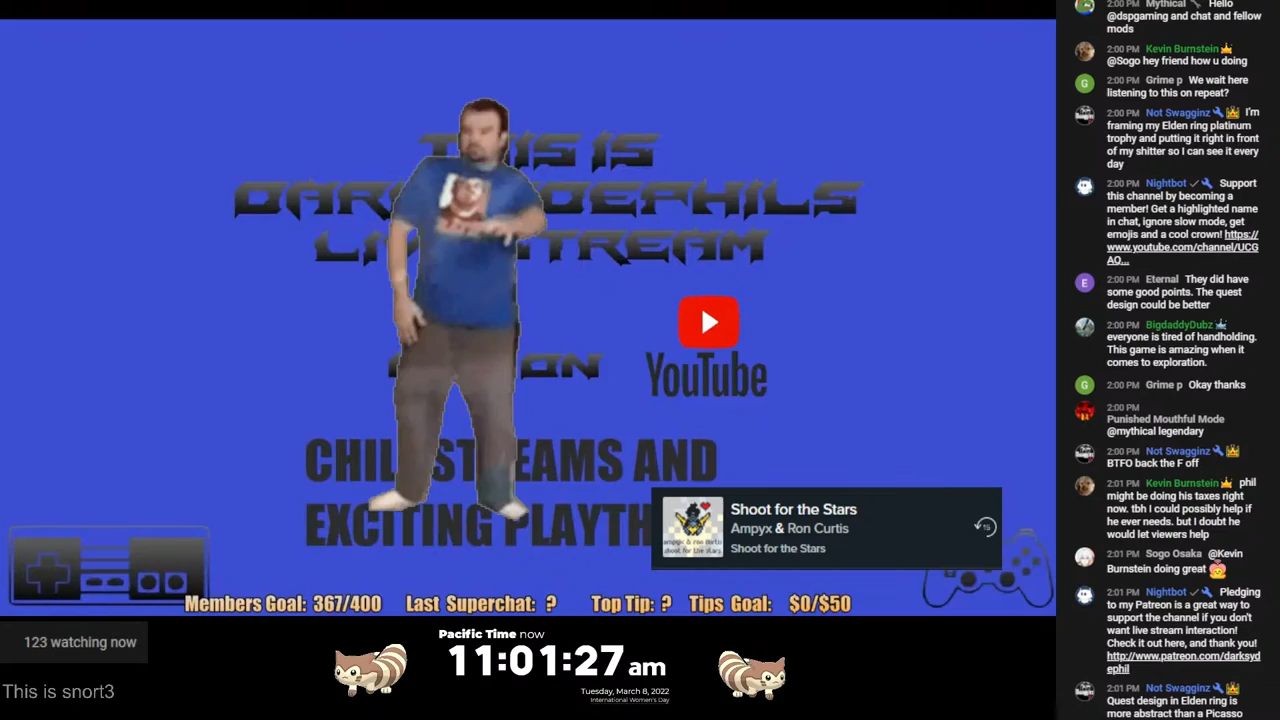 THIS IS
LIVESTREAM
ON
YouTube
AMS AND
EXCITING PLAYTH
Shoot for the Stars
Ampyx & Ron Curtis
Shoot for the Stars
15
Members Goal: 367/400 Last Superchat: ? Top Tip: ? Tips Goal: $0/$50
123 watching now
This is snort3
Pacific Time now
11:01:27 am
Tuesday, March 8, 2022
International Women's Day
Mythical Hello
@dspgaming and chat and fellow
mods
2:00 PM Kevin Burnstein
@Sogo hey friend how u doing
G
2:00 PM Grime p We wait here
listening to this on repeat?
2:00 PM Not Swagginz I'm
framing my Elden ring platinum
trophy and putting it right in front
of my shitter so I can see it every
day
2:00 PM Nightbot Support
this channel by becoming a
member! Get a highlighted name
in chat, ignore slow mode, get
emojis and a cool crown! https://
www.youtube.com/channel/UCG
AQ...
E
2:00 PM Eternal They did have
some good points. The quest
design could be better
2:00 PM BigdaddyDubz
everyone is tired of handholding.
This game is amazing when it
comes to exploration.
G
2:00 PM Grime p Okay thanks
2:00 PM
Punished Mouthful Mode
@mythical legendary
2:00 PM Not Swagginz
BTFO back the F off
2:01 PM Kevin Burnstein phil
might be doing his taxes right
now. tbh I could possibly help if
he ever needs. but I doubt he
would let viewers help
2:01 PM Sogo Osaka @Kevin
Burnstein doing great
2:01 PM Nightbot Pledging
to my Patreon is a great way to
support the channel if you don't
want live stream interaction!
Check it out here, and thank you!
http://www.patreon.com/darksyd
ephil
2:01 PM Not Swagginz
Quest design in Elden ring is
more abstract than a Picasso